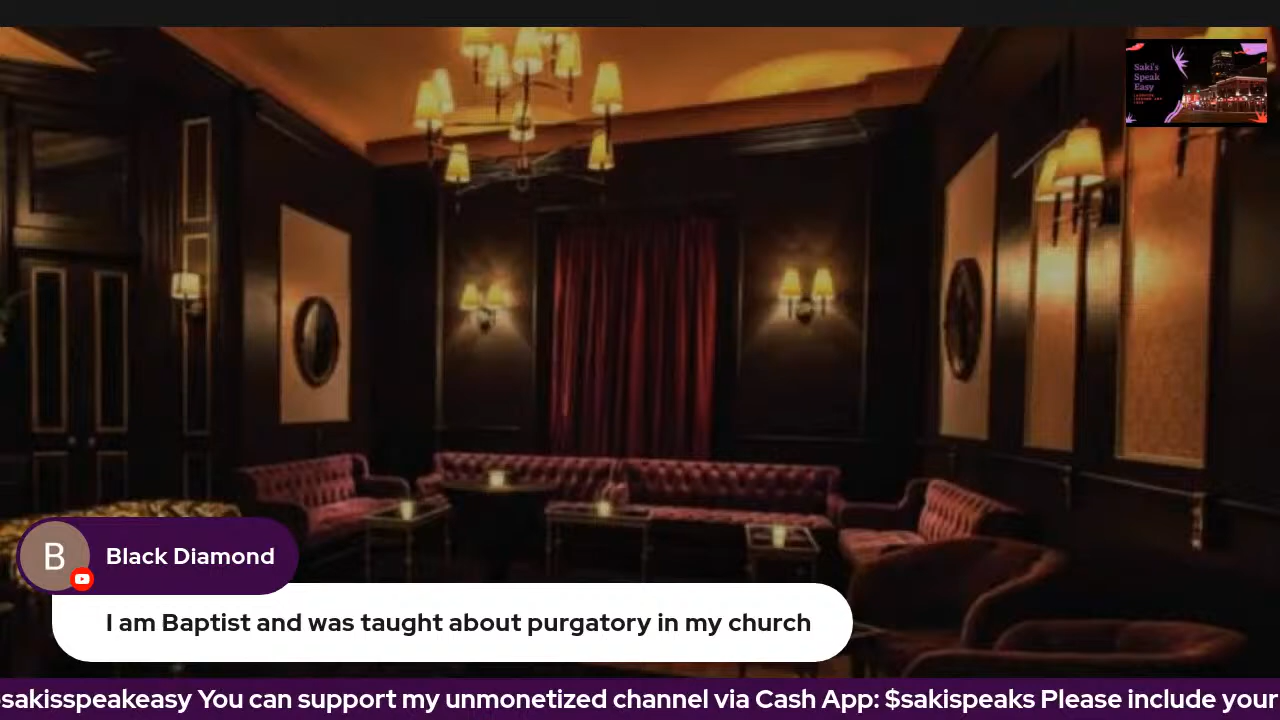 Saki's
Speak
Easy
B
Black Diamond
I am Baptist and was taught about purgatory in my church
sakisspeakeasy You can support my unmonetized channel via Cash App: $sakispeaks Please include your